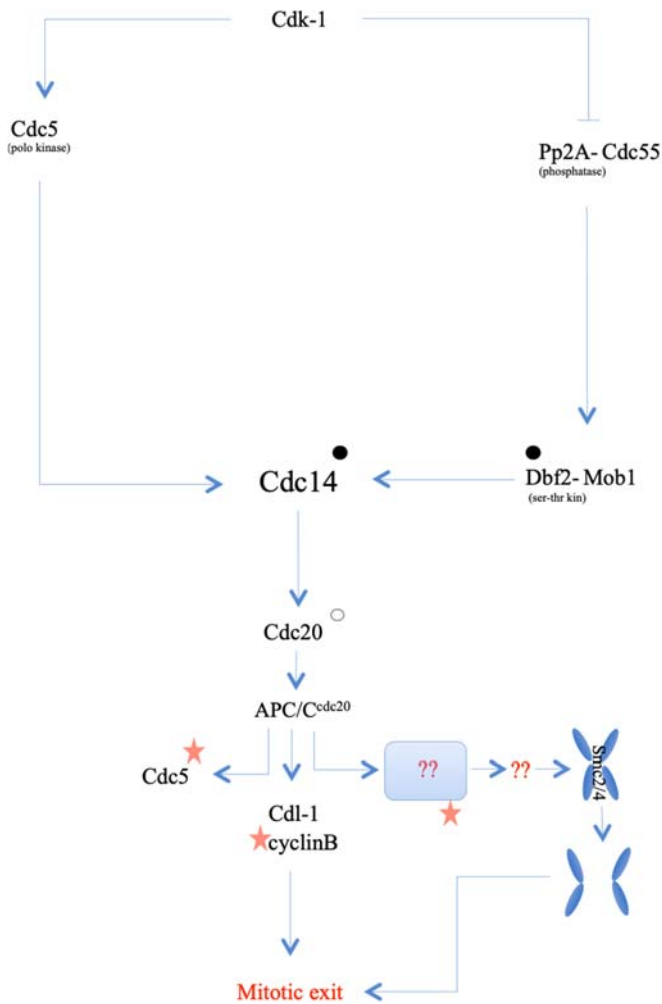 Cdk-1
Cdc5
(polo kinase)
Pp2A- Cdc55
(phosphatase)
Cdc14
Dbf2- Mob1
(ser-thr kin)
Cdc20
APC/Ccdc20
Cdc5
??
??
Smc2/4
Cdl-1
cyclinB
Mitotic exit